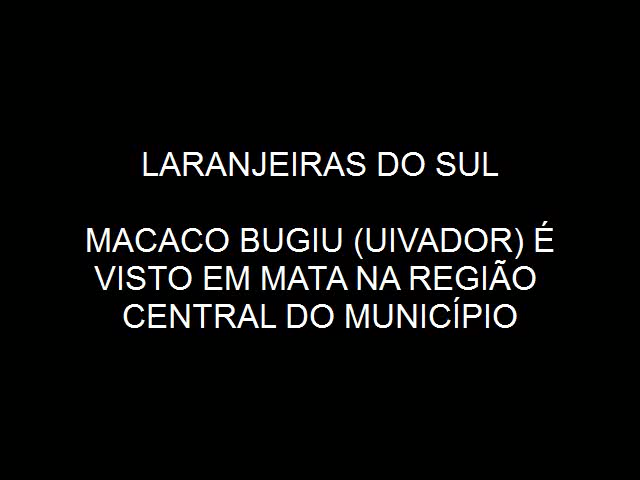 LARANJEIRAS DO SUL
MACACO BUGIU (UIVADOR) É
VISTO EM MATA NA REGIÃO
CENTRAL DO MUNICÍPIO